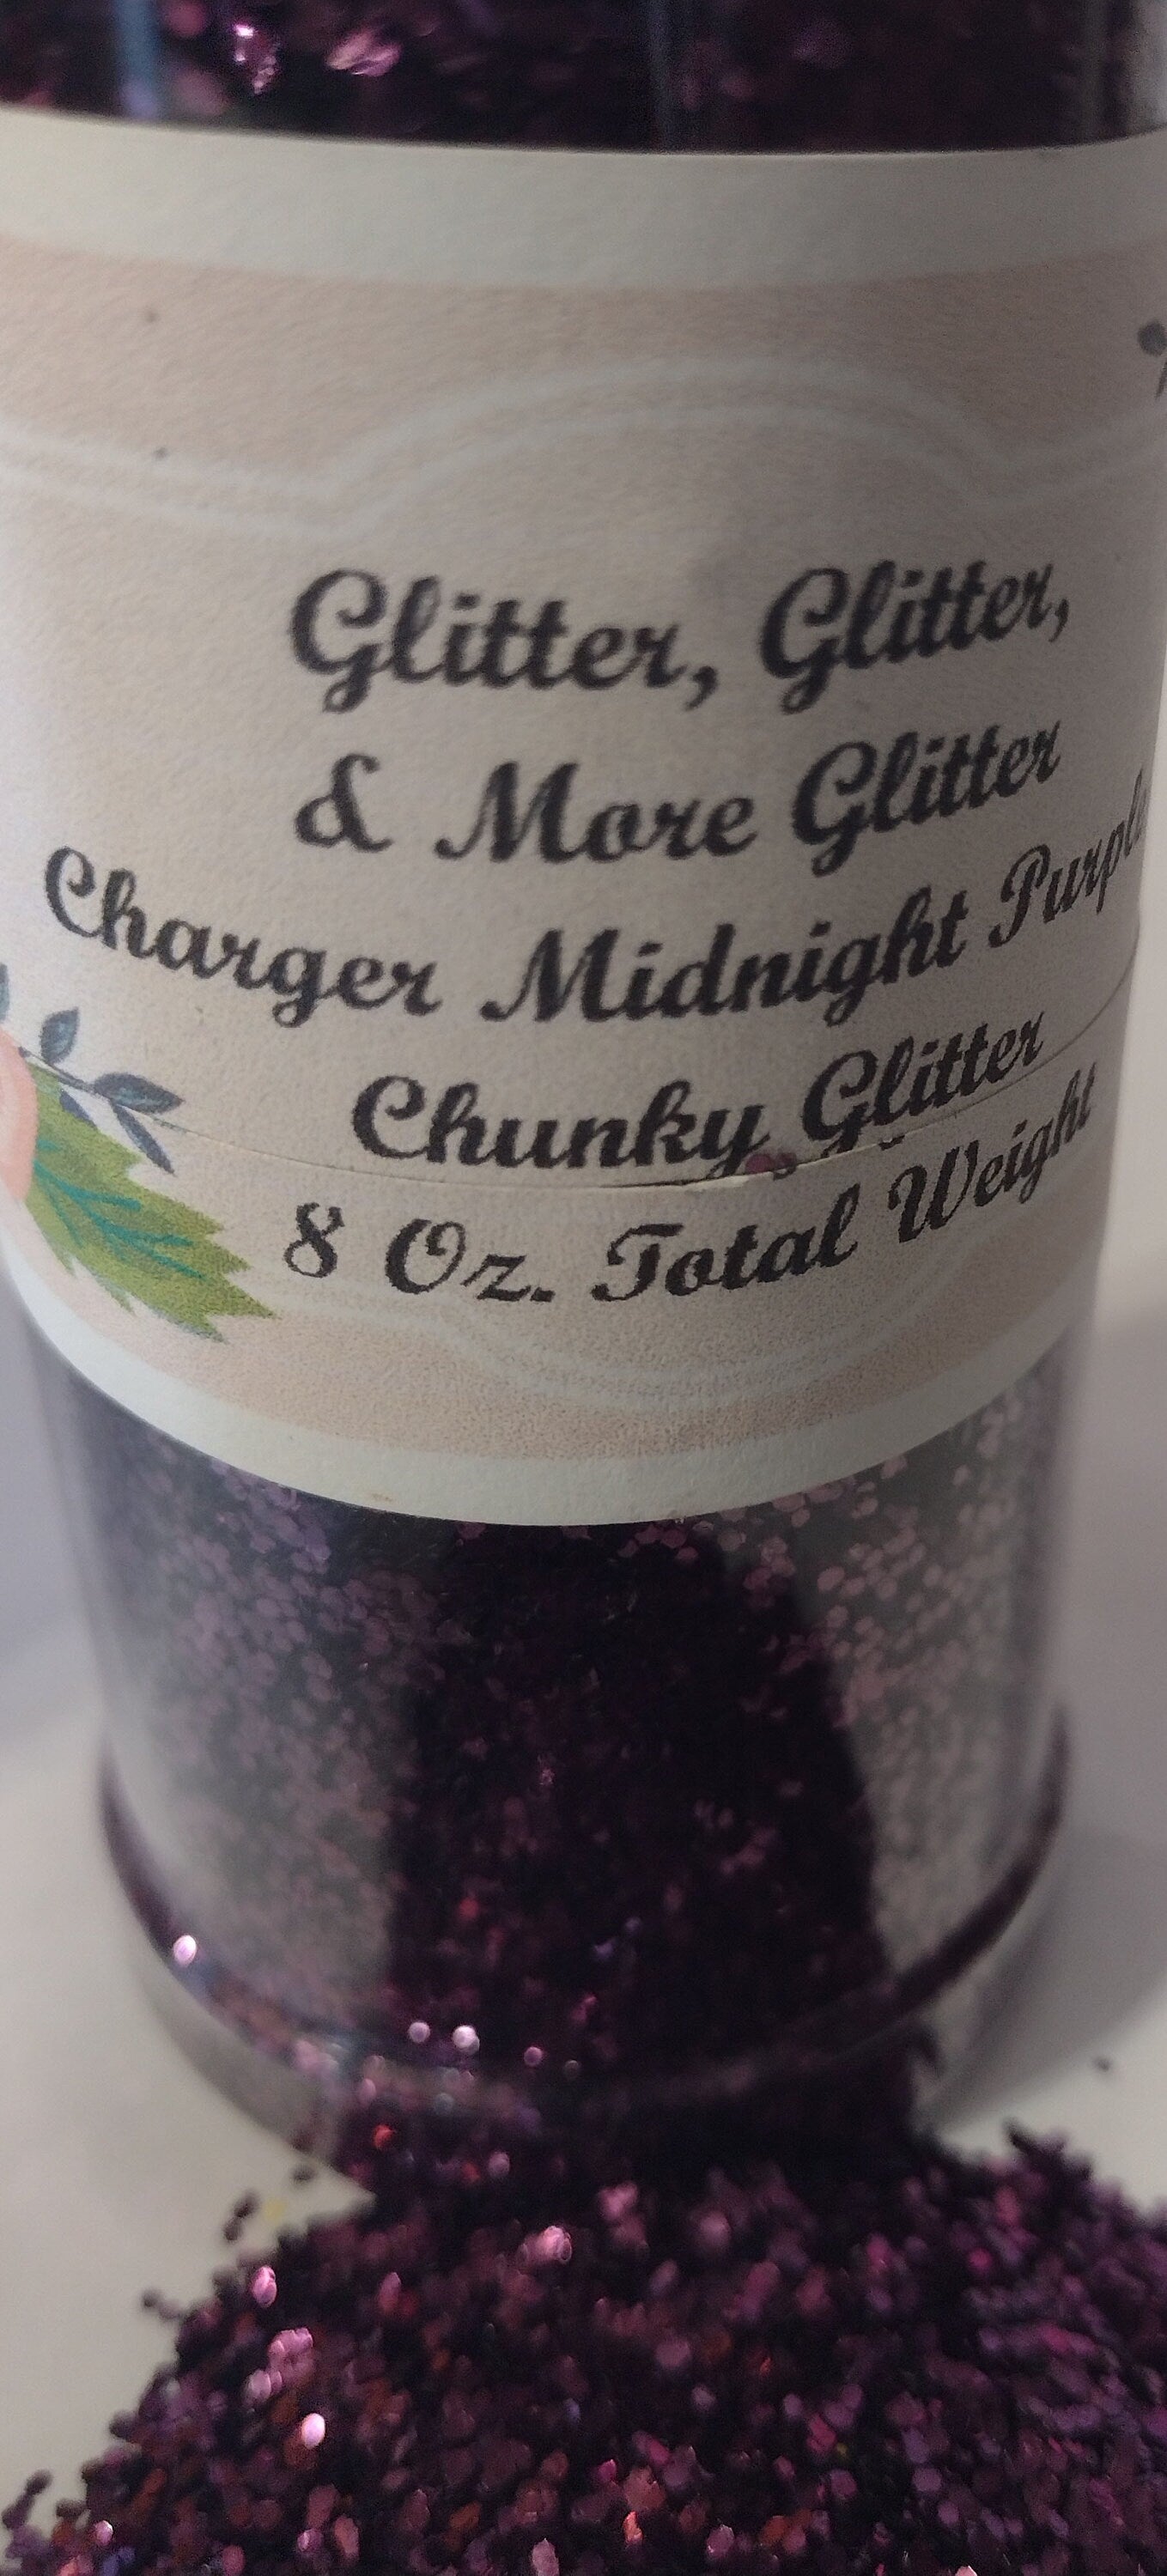 Glitter, Glitter,
& More Glitter
Charger Midnight Purple
Chunky Glitter
8 Oz. Total Weight